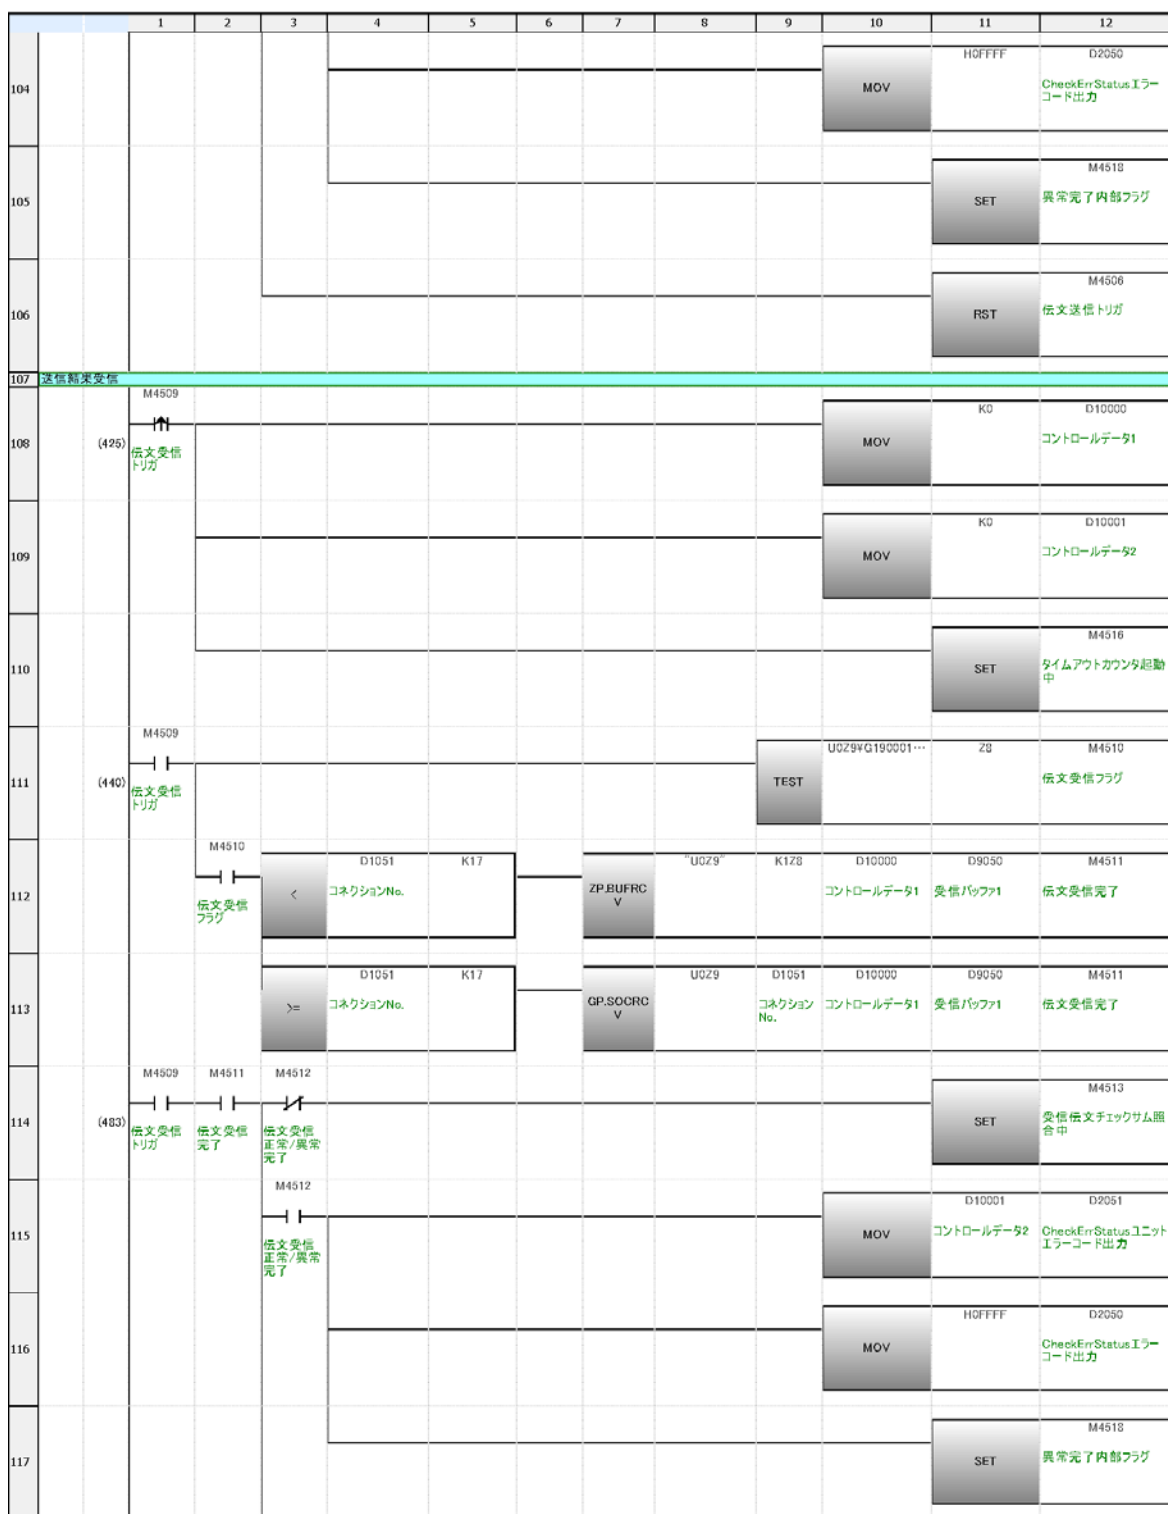 1 2 3 4 5 6 7 8 9 10 11 12
104
MOV
H0FFFF
D2050
CheckErrStatusエラー
コード出力
105
SET
M4518
異常完了内部フラグ
106
RST
M4506
伝文送信トリガ
107 送信結果受信
108
(425)
M4509
伝文受信
トリガ
MOV
K0
D10000
コントロールデータ1
109
MOV
K0
D10001
コントロールデータ2
110
SET
M4516
タイムアウトカウンタ起動
中
111
(440)
M4509
伝文受信
トリガ
TEST
U0Z9¥G190001…
Z8
M4510
伝文受信フラグ
112
M4510
伝文受信
フラグ
<
D1051
コネクションNo.
K17
ZP.BUFRC
V
"U0Z9"
K1Z8
D10000
コントロールデータ1
D9050
受信バッファ1
M4511
伝文受信完了
113
>=
D1051
コネクションNo.
K17
GP.SOCRC
V
U0Z9
D1051
コネクション
No.
D10000
コントロールデータ1
D9050
受信バッファ1
M4511
伝文受信完了
114
(483)
M4509
伝文受信
トリガ
M4511
伝文受信
完了
M4512
伝文受信
正常/異常
完了
SET
M4513
受信伝文チェックサム照
合中
115
M4512
伝文受信
正常/異常
完了
MOV
D10001
コントロールデータ2
D2051
CheckErrStatusユニット
エラーコード出力
116
MOV
H0FFFF
D2050
CheckErrStatusエラー
コード出力
117
SET
M4518
異常完了内部フラグ